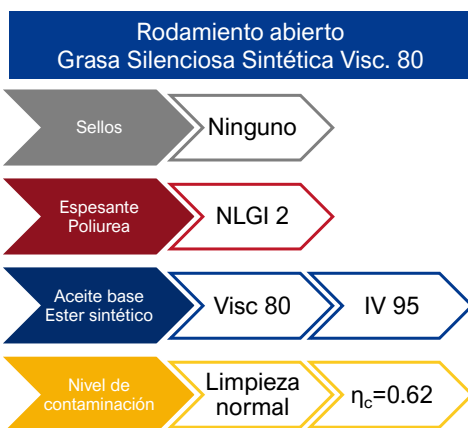 Rodamiento abierto
Grasa Silenciosa Sintética Visc. 80
Sellos
Ninguno
Espesante
Poliurea
NLGI 2
Aceite base
Ester sintético
Visc 80
IV 95
Nivel de
contaminación
Limpieza
normal
η꜀=0.62